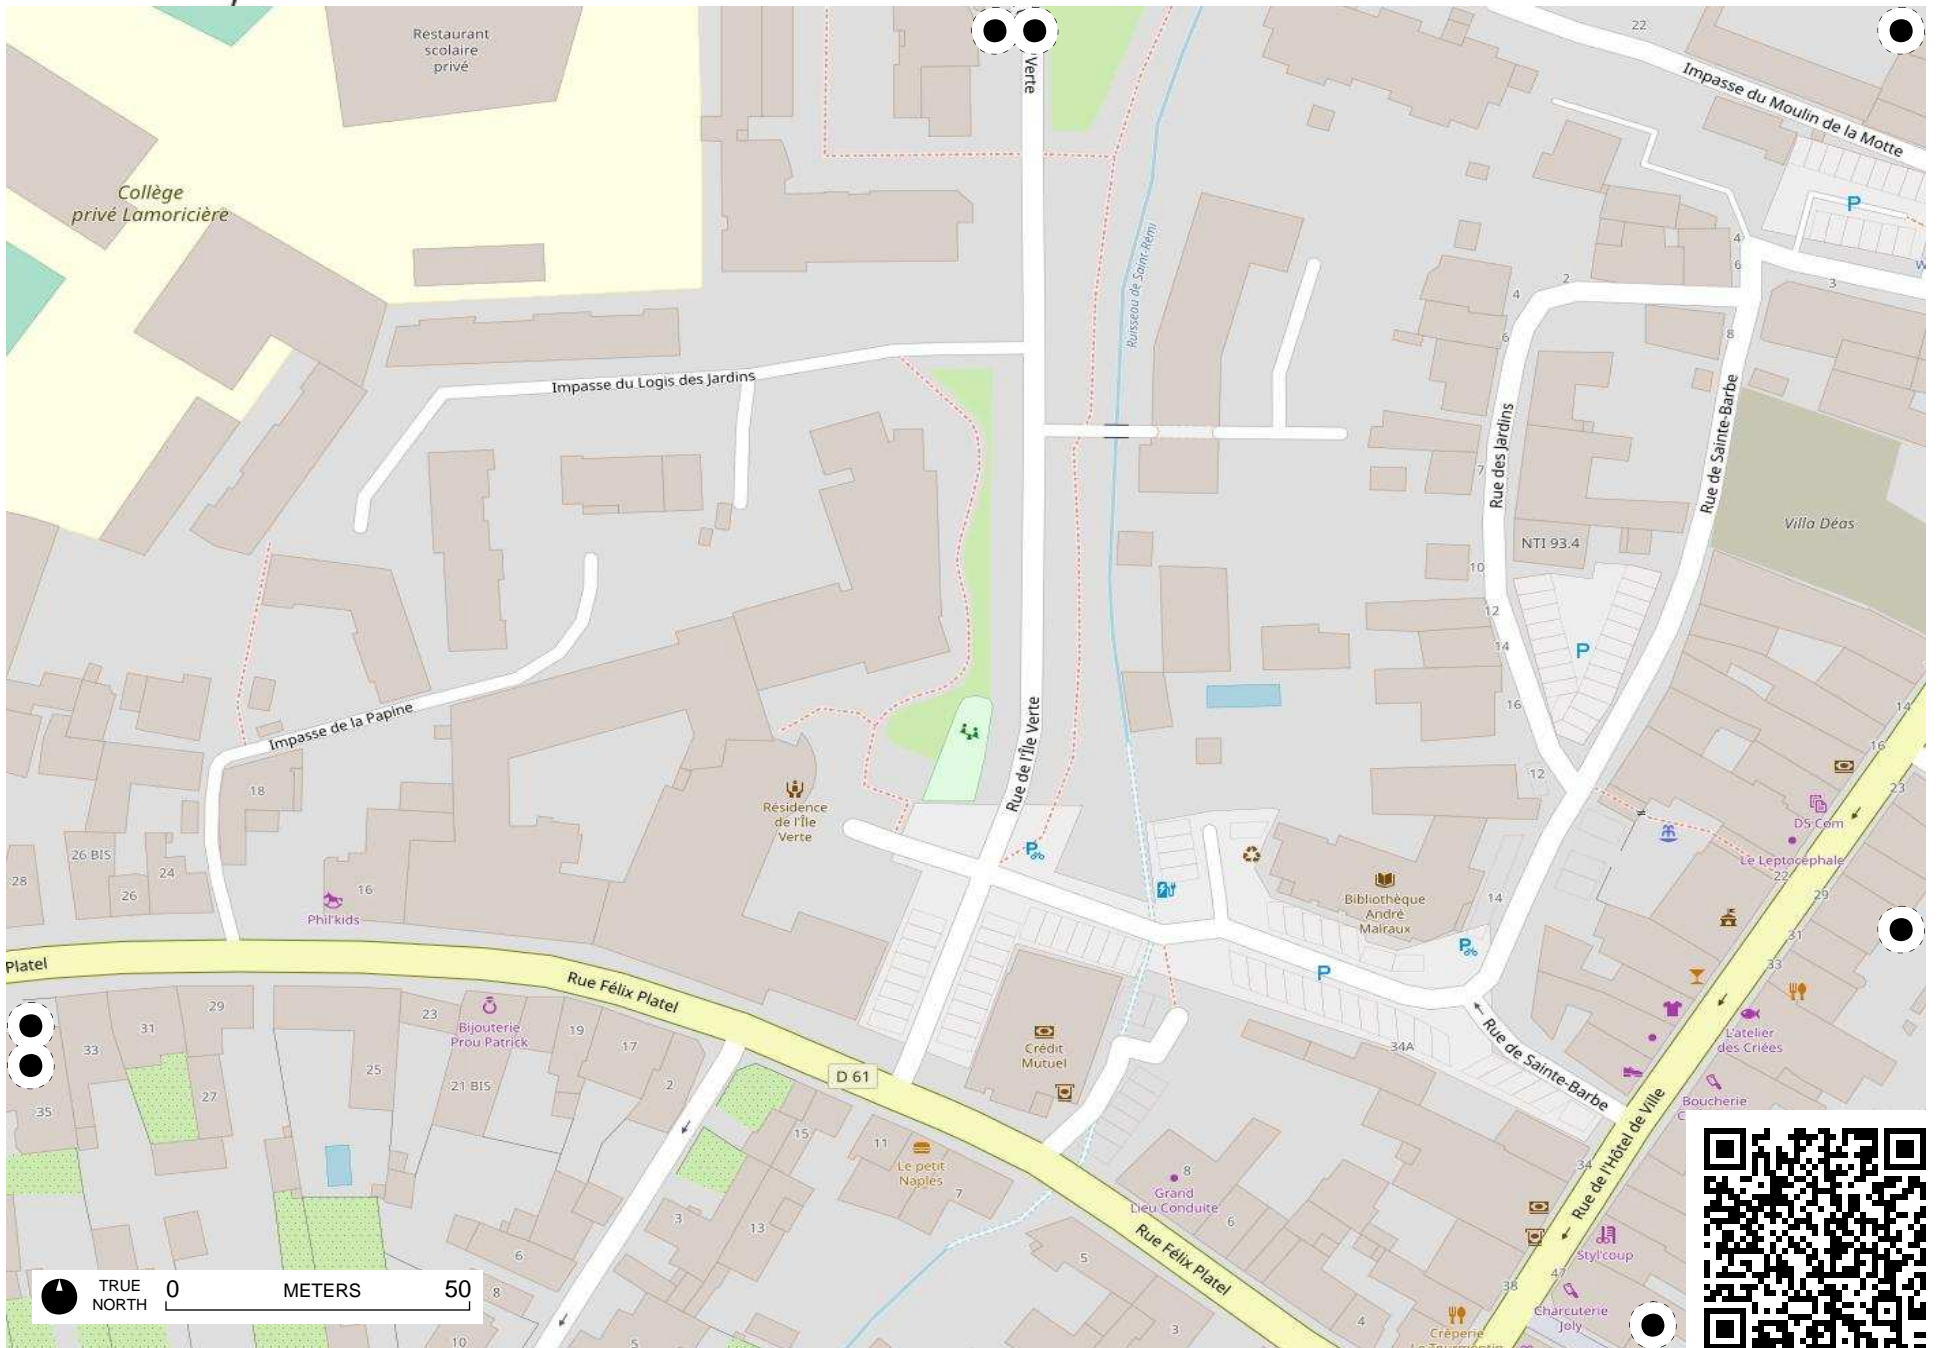 Restaurant
scolaire
privé
Verte
22
Impasse du Moulin de la Motte
Collège
privé Lamoricière
P
Ruisseau de Saint-Rémi
4
6
2
3
4
6
8
Impasse du Logis des Jardins
Rue des Jardins
Rue de Sainte-Barbe
7
Villa Déas
NTI 93.4
10
12
14
P
16
Impasse de la Papine
Rue de l'Île Verte
14
16
12
23
18
Résidence
de l'Île
Verte
DS Com
Le Leptocéphale
22
29
26 BIS
24
28
26
16
Phil'kids
P
Bibliothèque
André
Malraux
14
P
31
33
P
Platel
Rue Félix Platel
29
31
33
23
Bijouterie
Prou Patrick
19
17
25
21 BIS
2
27
35
Crédit
Mutuel
D 61
34A
Rue de Sainte-Barbe
L'atelier
des Criées
Boucherie
15
11
Le petit
Naples
7
8
Grand
Lieu Conduite
6
34
Rue de l'Hôtel de Ville
3
13
6
5
Rue Félix Platel
Styl'coup
47
38
Charcuterie
Joly
TRUE
NORTH
0 METERS 50
8
10
5
3
4
Crêperie